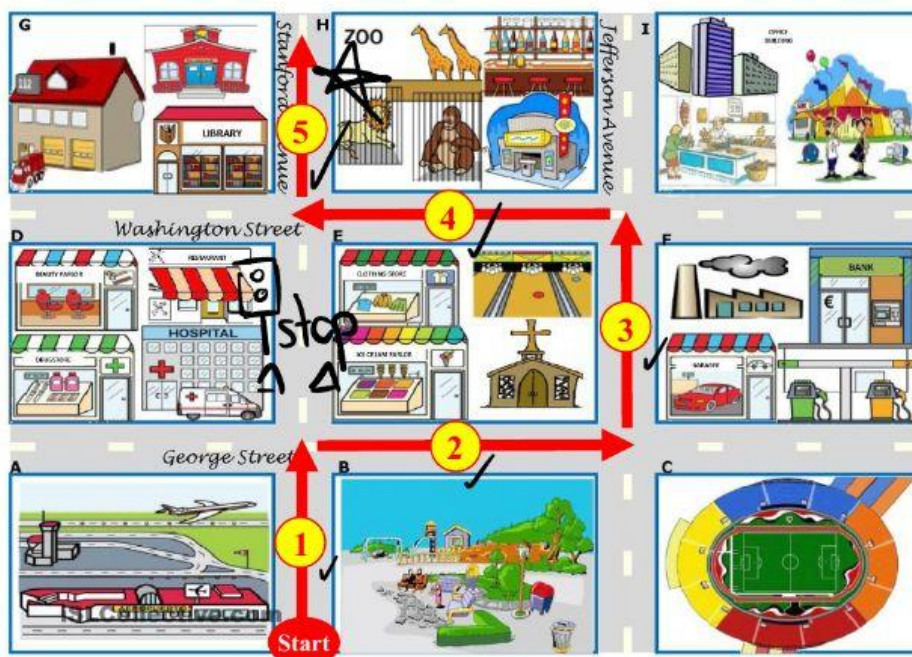 G
Stanford Avenue
H
ZOO
Jefferson Avenue
I
OFFICE
BUILDING
LIBRARY
5
4
Washington Street
D
E
F
BEAUTY PARLOR
RESTAURANT
CLOTHING STORE
BANK
€
3
stop
HOSPITAL
DRUGSTORE
ICE CREAM PARLOR
GARAGE
2
George Street
A
B
C
1
Start